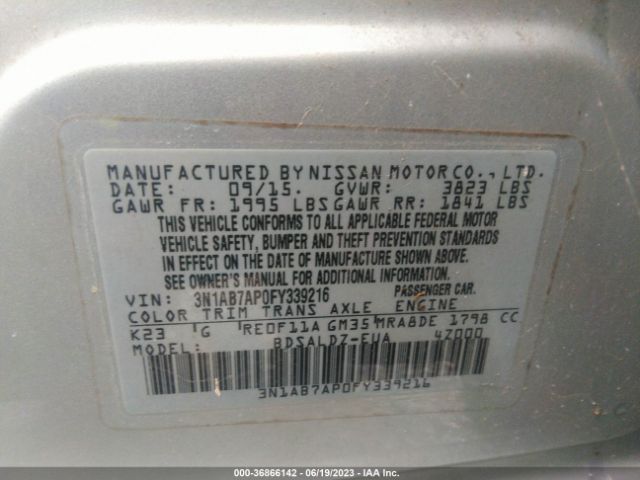 MANUFACTURED BY NISSAN MOTOR CO., LTD.
DATE: 09/15. GVWR: 3823 LBS
GAWR FR: 1995 LBS GAWR RR: 1841 LBS
THIS VEHICLE CONFORMS TO ALL APPLICABLE FEDERAL MOTOR
VEHICLE SAFETY, BUMPER AND THEFT PREVENTION STANDARDS
IN EFFECT ON THE DATE OF MANUFACTURE SHOWN ABOVE.
SEE OWNER'S MANUAL FOR ADDITIONAL INFORMATION.
VIN: 3N1AB7AP0FY339216 PASSENGER CAR.
COLOR TRIM TRANS AXLE ENGINE
K23 G RE0F11A GM35 MRA8DE 1798 CC
MODEL: BDSALDZ-EUA 4Z000
3N1AB7AP0FY339216
000-36866142 - 06/19/2023 - IAA Inc.